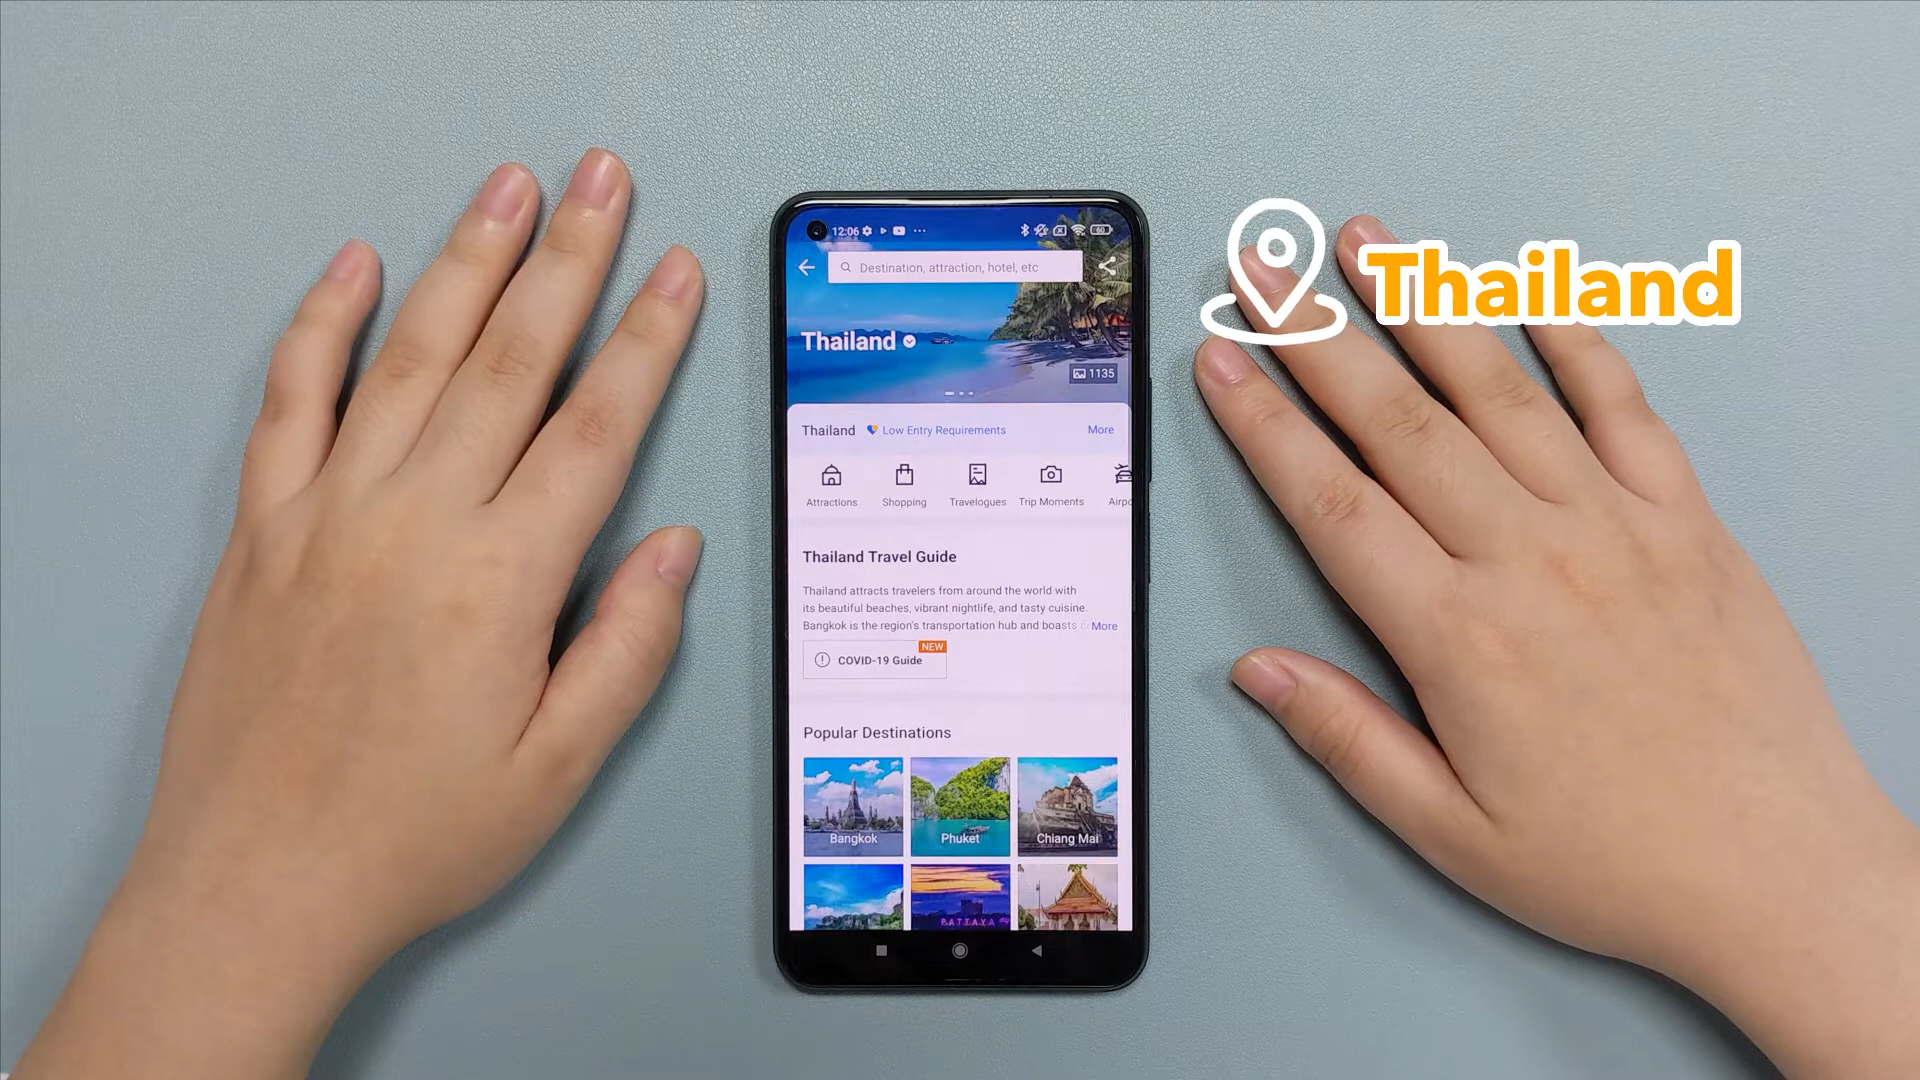 12:06
60
Destination, attraction, hotel, etc
Thailand
Thailand
1135
Thailand Low Entry Requirements More
Attractions Shopping Travelogues Trip Moments Airpo
Thailand Travel Guide
Thailand attracts travelers from around the world with
its beautiful beaches, vibrant nightlife, and tasty cuisine.
Bangkok is the region's transportation hub and boasts More
NEW
COVID-19 Guide
Popular Destinations
Bangkok Phuket Chiang Mai
PATTAYA